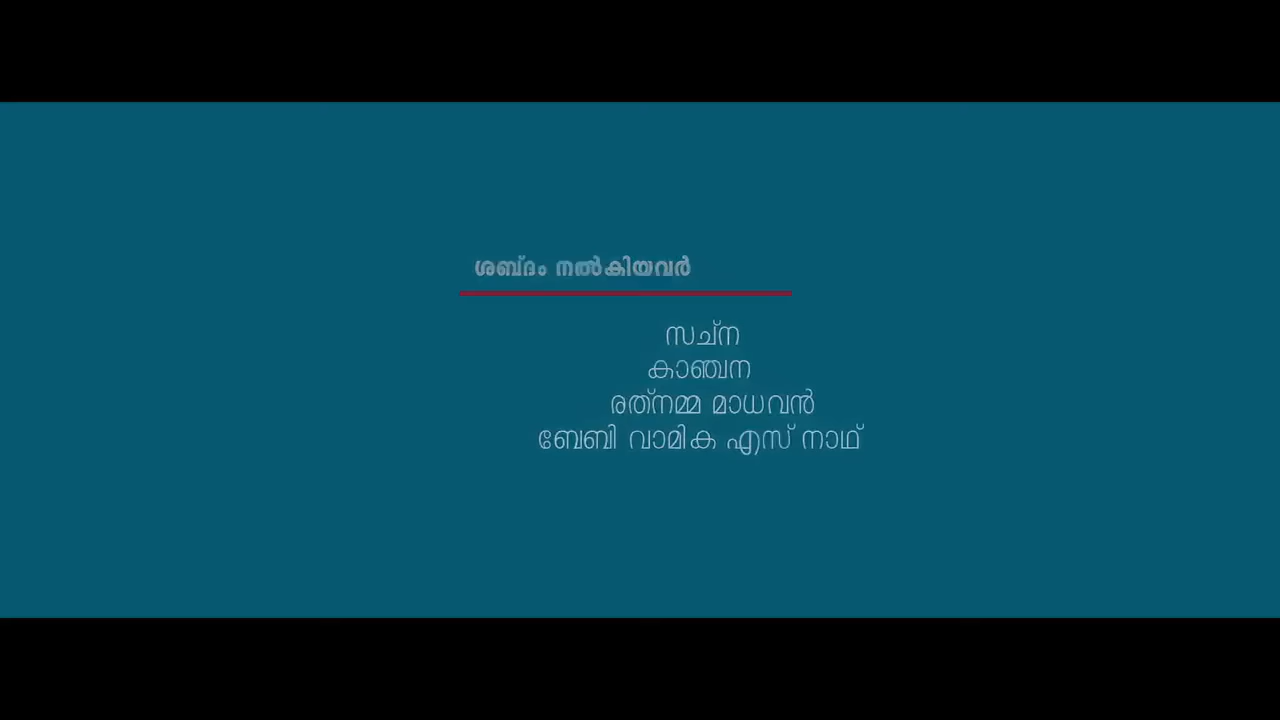 ശബ്ദം നൽകിയവർ
സച്ന
കാഞ്ചന
രത്നമ്മ മാധവൻ
ബേബി വാമിക എസ് നാഥ്